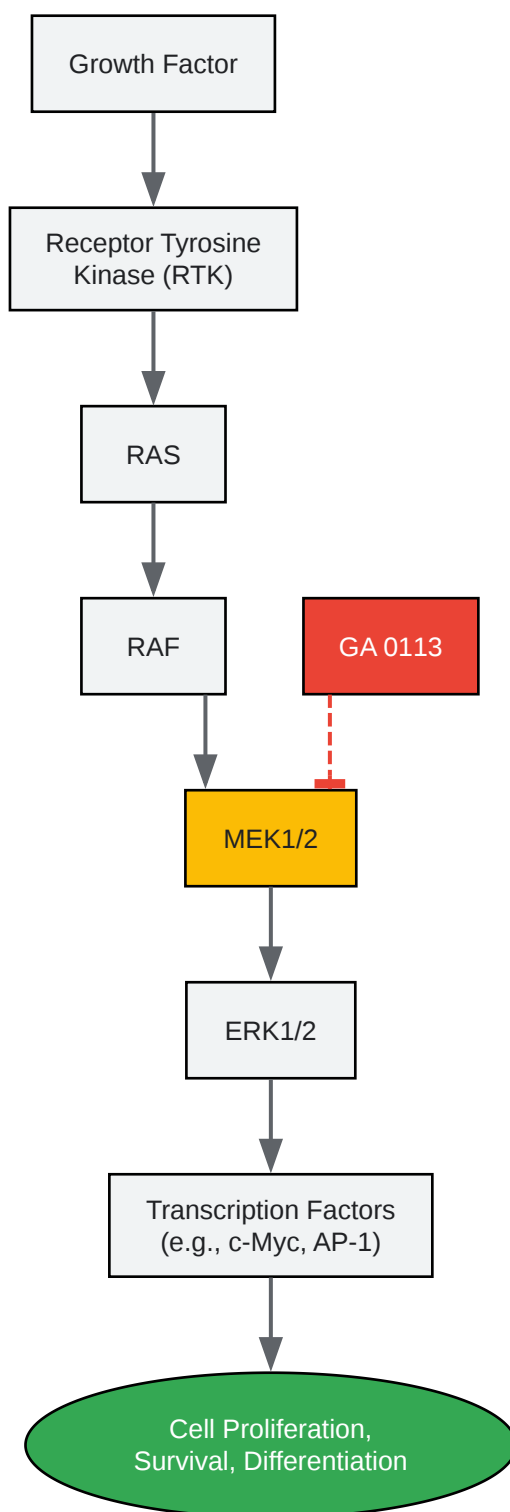 Growth Factor
Receptor Tyrosine
Kinase (RTK)
RAS
RAF
GA 0113
MEK1/2
ERK1/2
Transcription Factors
(e.g., c-Myc, AP-1)
Cell Proliferation,
Survival, Differentiation